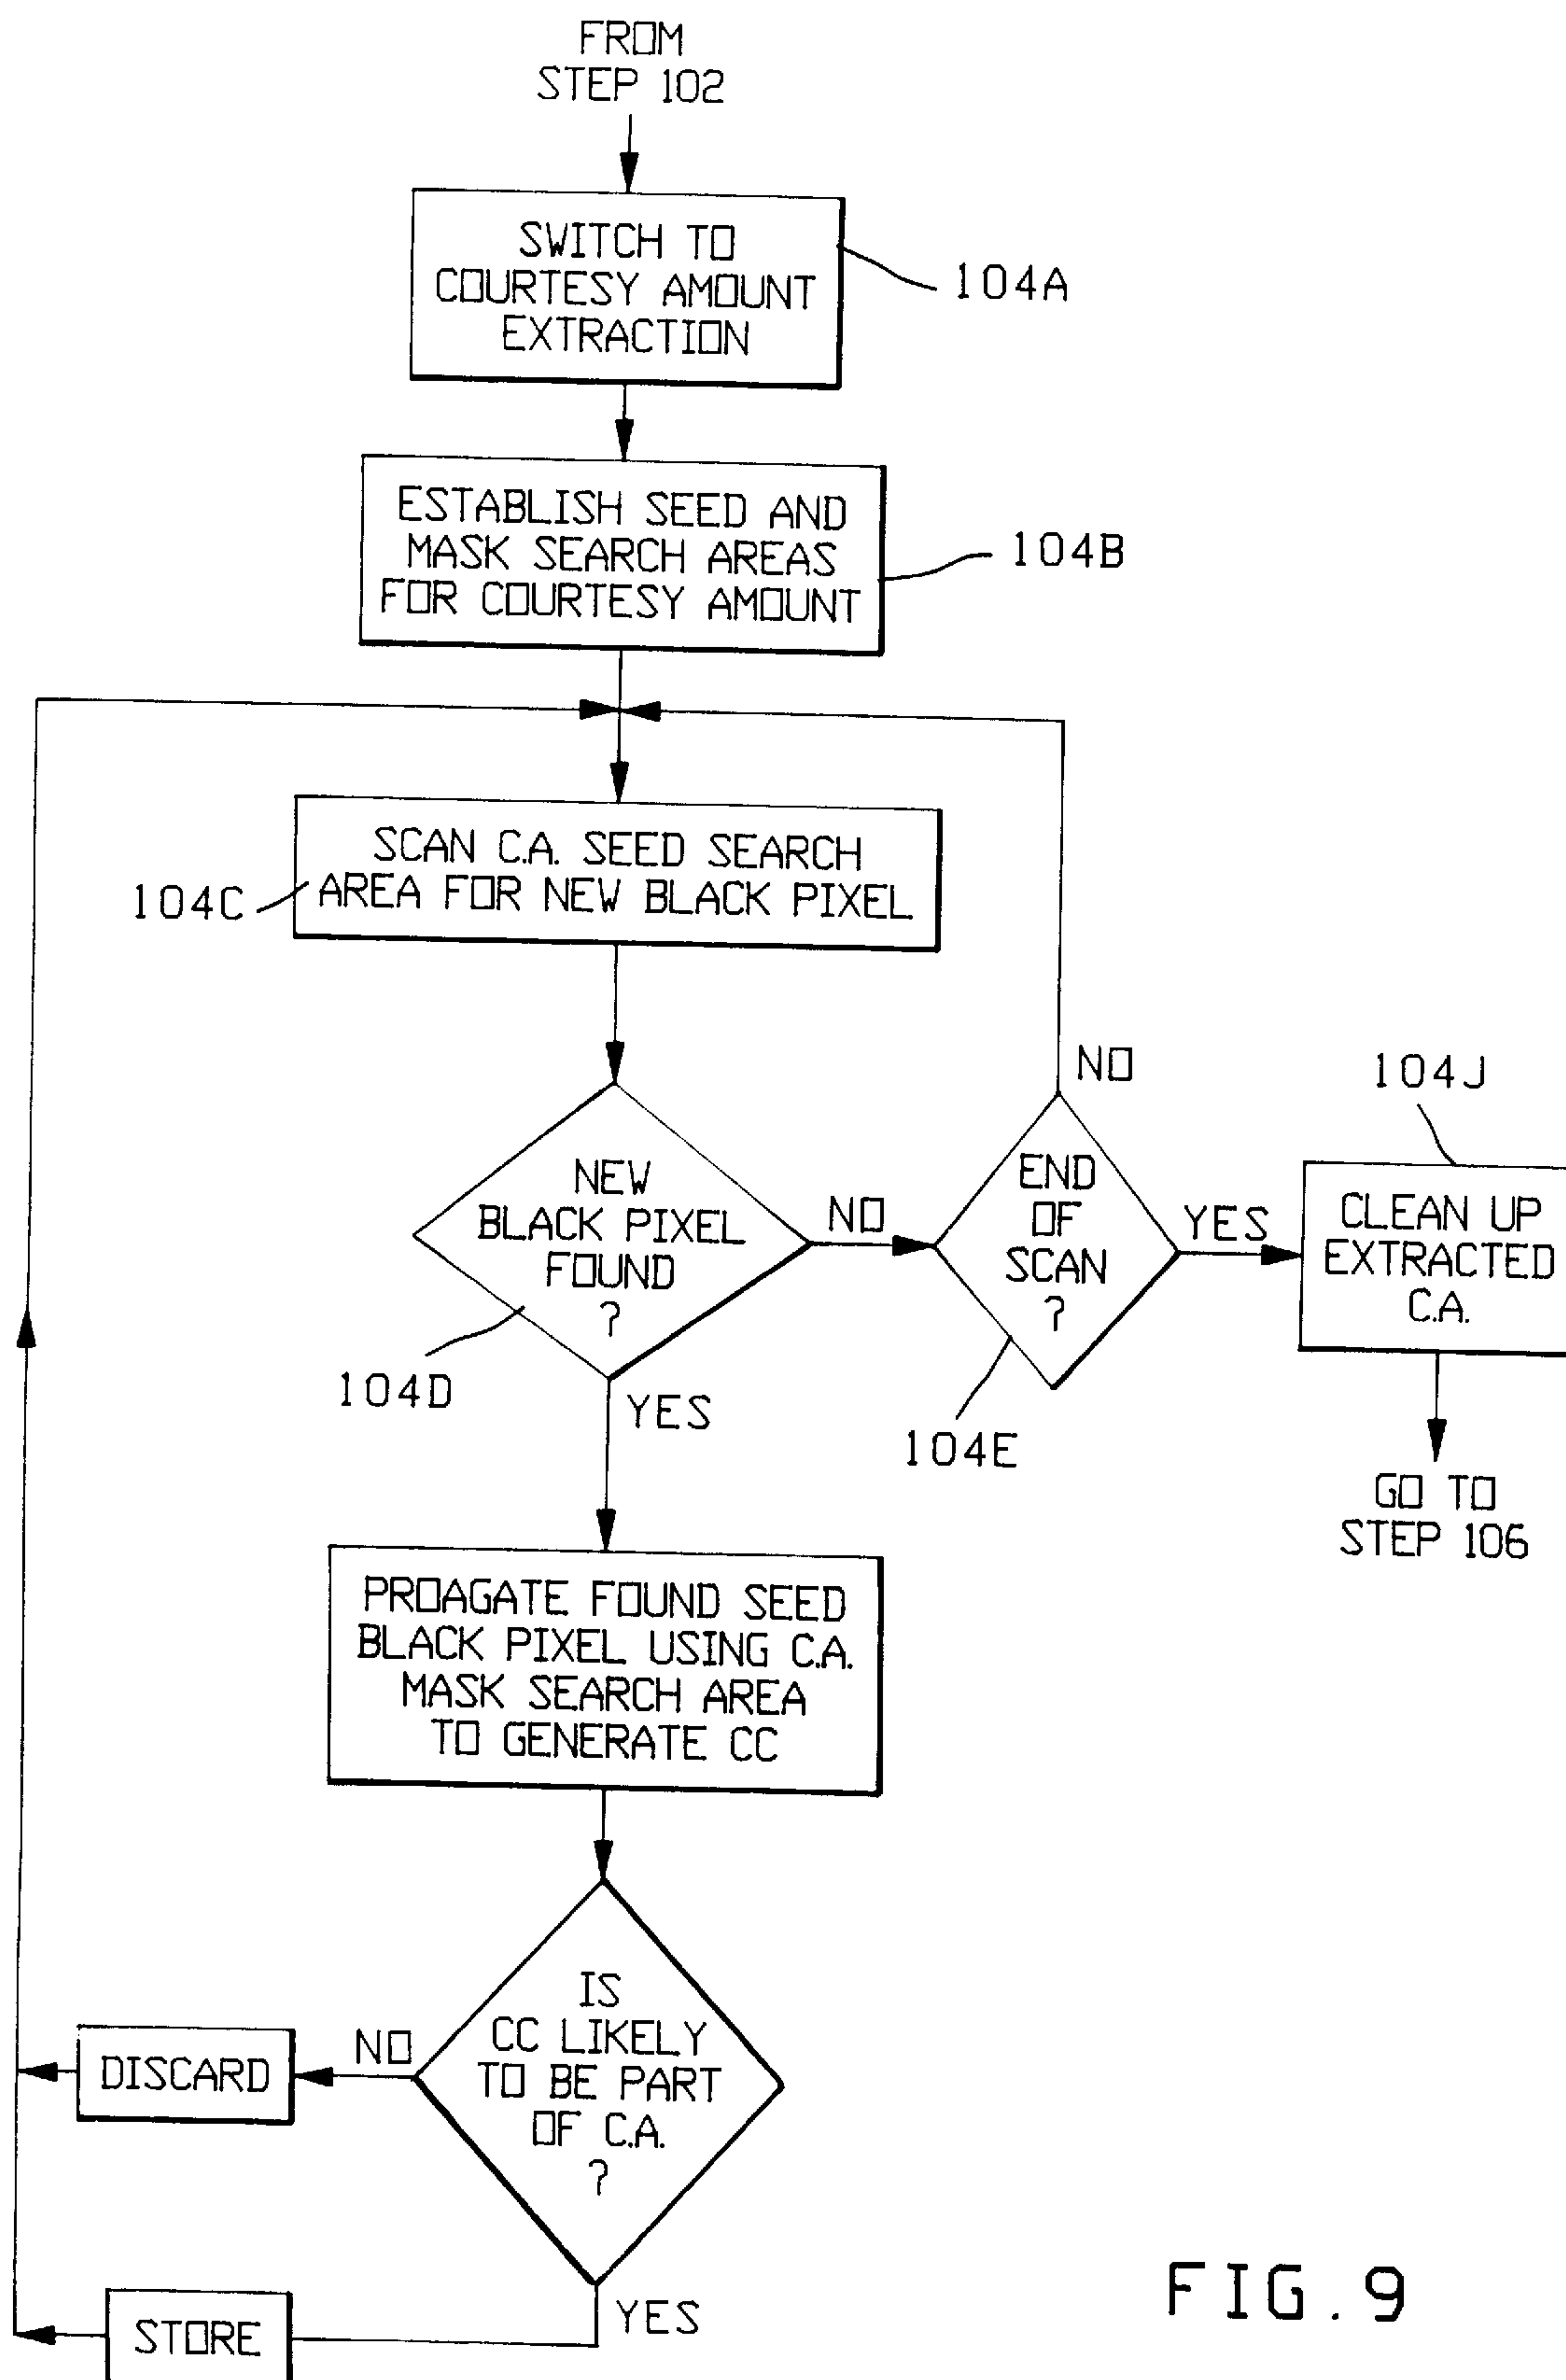 FROM
STEP 102
SWITCH TO
COURTESY AMOUNT
EXTRACTION
104A
ESTABLISH SEED AND
MASK SEARCH AREAS
FOR COURTESY AMOUNT
104B
SCAN C.A. SEED SEARCH
AREA FOR NEW BLACK PIXEL
104C
NEW
BLACK PIXEL
FOUND
?
104D
NO
YES
END
OF
SCAN
?
104E
NO
YES
104J
CLEAN UP
EXTRACTED
C.A.
GO TO
STEP 106
PROAGATE FOUND SEED
BLACK PIXEL USING C.A.
MASK SEARCH AREA
TO GENERATE CC
IS
CC LIKELY
TO BE PART
OF C.A.
?
NO
DISCARD
YES
STORE
FIG. 9